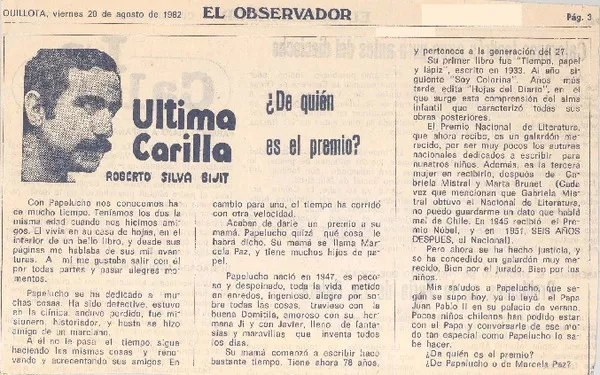 QUILLOTA, viernes 20 de agosto de 1982
EL OBSERVADOR
Pág. 3
Ultima
Carilla
ROBERTO SILVA BIJIT
¿De quién
es el premio?
Con Papelucho nos conocemos ha-
ce mucho tiempo. Teníamos los dos la
misma edad cuando nos hicimos ami-
gos. El vivía en su casa de hojas, en el
interior de un bello libro, y desde sus
páginas me hablaba de sus mil avan-
turas. A mí me gustaba salir con él
por todas partes y pasar alegres mo-
mentos.
Papelucho se ha dedicado a mu-
chas cosas. Ha sido detective, estuvo
en la clínica, anduvo perdido, fue mi-
sionero, historiador, y hasta se hizo
amigo de un marciano.
A él no le pasa el tiempo, sigue
haciendo las mismas cosas y reno-
vando y acrecentando sus amigos. En
cambio para uno, el tiempo ha corrido
con otra velocidad.
Acaban de darle un premio a su
mamá. Papelucho quizá qué cosa le
habrá dicho. Su mamá se llama Marce-
la Paz, y tiene muchos hijos de pa-
pel.
Papelucho nació en 1947, es peco-
so y despeinado, toda la vida metido
en enredos, ingenioso, alegre por so-
bre todas las cosas, travieso con la
buena Domitila, amoroso con su herma-
na Ji y con Javier, lleno de fanta-
sías y maravillas que inventa todos
los días.
Su mamá comenzó a escribir hace
bastante tiempo. Tiene ahora 78 años,
y pertenece a la generación del 27.
Su primer libro fue "Tiempo, papel
y lápiz", escrito en 1933. Al año si-
guiente "Soy Colorina". Años más
tarde, edita "Hojas del Diario", en el
que surge esta comprensión del alma
infantil que caracterizó todas sus
obras posteriores.
El Premio Nacional de Literatura,
que ahora recibo, es un galardón me-
recido, por ser muy pocos los autores
nacionales dedicados a escribir para
nuestros niños. Además, es la tercera
mujer en recibirlo, después de Ga-
briela Mistral y Marta Brunet (Cada
vez que mencionan que Gabriela Mis-
tral obtuvo el Nacional de Literatura,
no puedo guardarme un dato que habla
mal de Chile. En 1945 recibió el Pre-
mio Nóbel, y en 1951, SEIS AÑOS
DESPUES, el Nacional).
Pero ahora se ha hecho justicia, y
se ha concedido un galardón muy me-
recido. Bien por el jurado. Bien por los
niños.
Mis saludos a Papelucho, que se-
gún se supo hoy, ya lo leyó el Papa
Juan Pablo II en su palacio de verano.
Pocos niños chilenos han podido estar
con el Papa y conversarle de ese mo-
do tan especial como Papelucho lo sa-
be hacer.
¿De quién es el premio?
¿De Papelucho o de Marcela Paz?